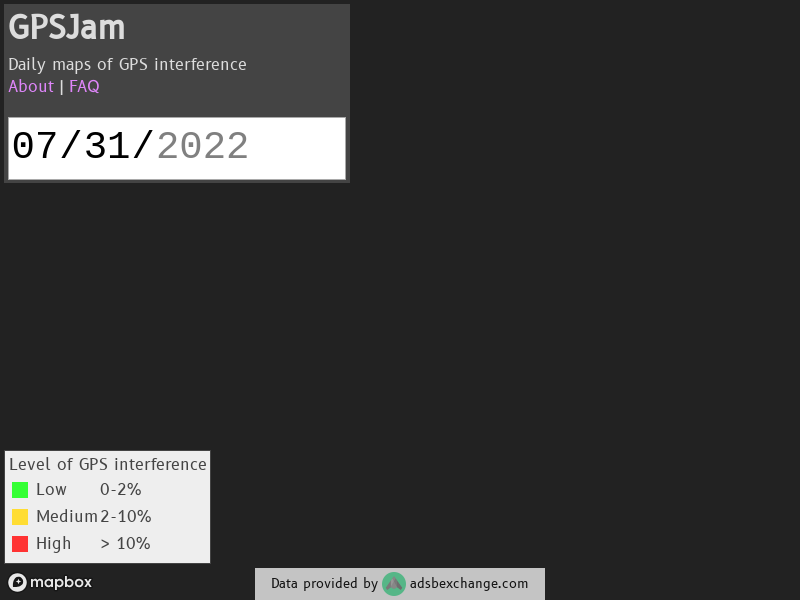 GPSJam
Daily maps of GPS interference
About | FAQ
07/31/2022
Level of GPS interference
Low 0-2%
Medium 2-10%
High > 10%
mapbox
Data provided by adsbexchange.com